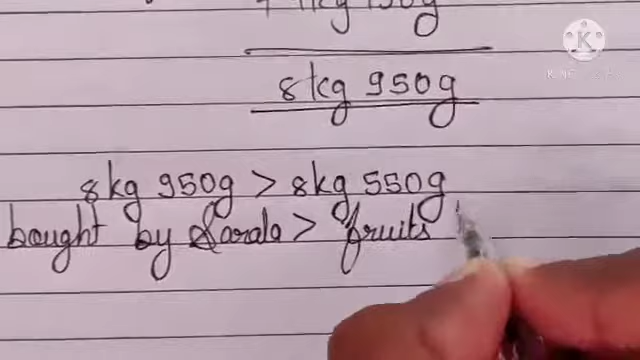 8kg 950g
8kg 950g > 8kg 550g
bought by Sarala > fruits